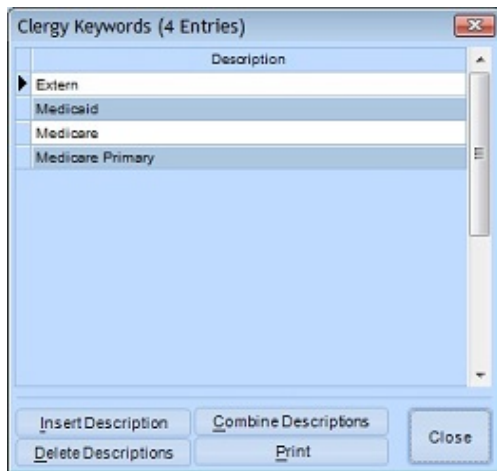 Clergy Keywords (4 Entries)
Description
Extern
Medicaid
Medicare
Medicare Primary
Insert Description
Combine Descriptions
Close
Delete Descriptions
Print